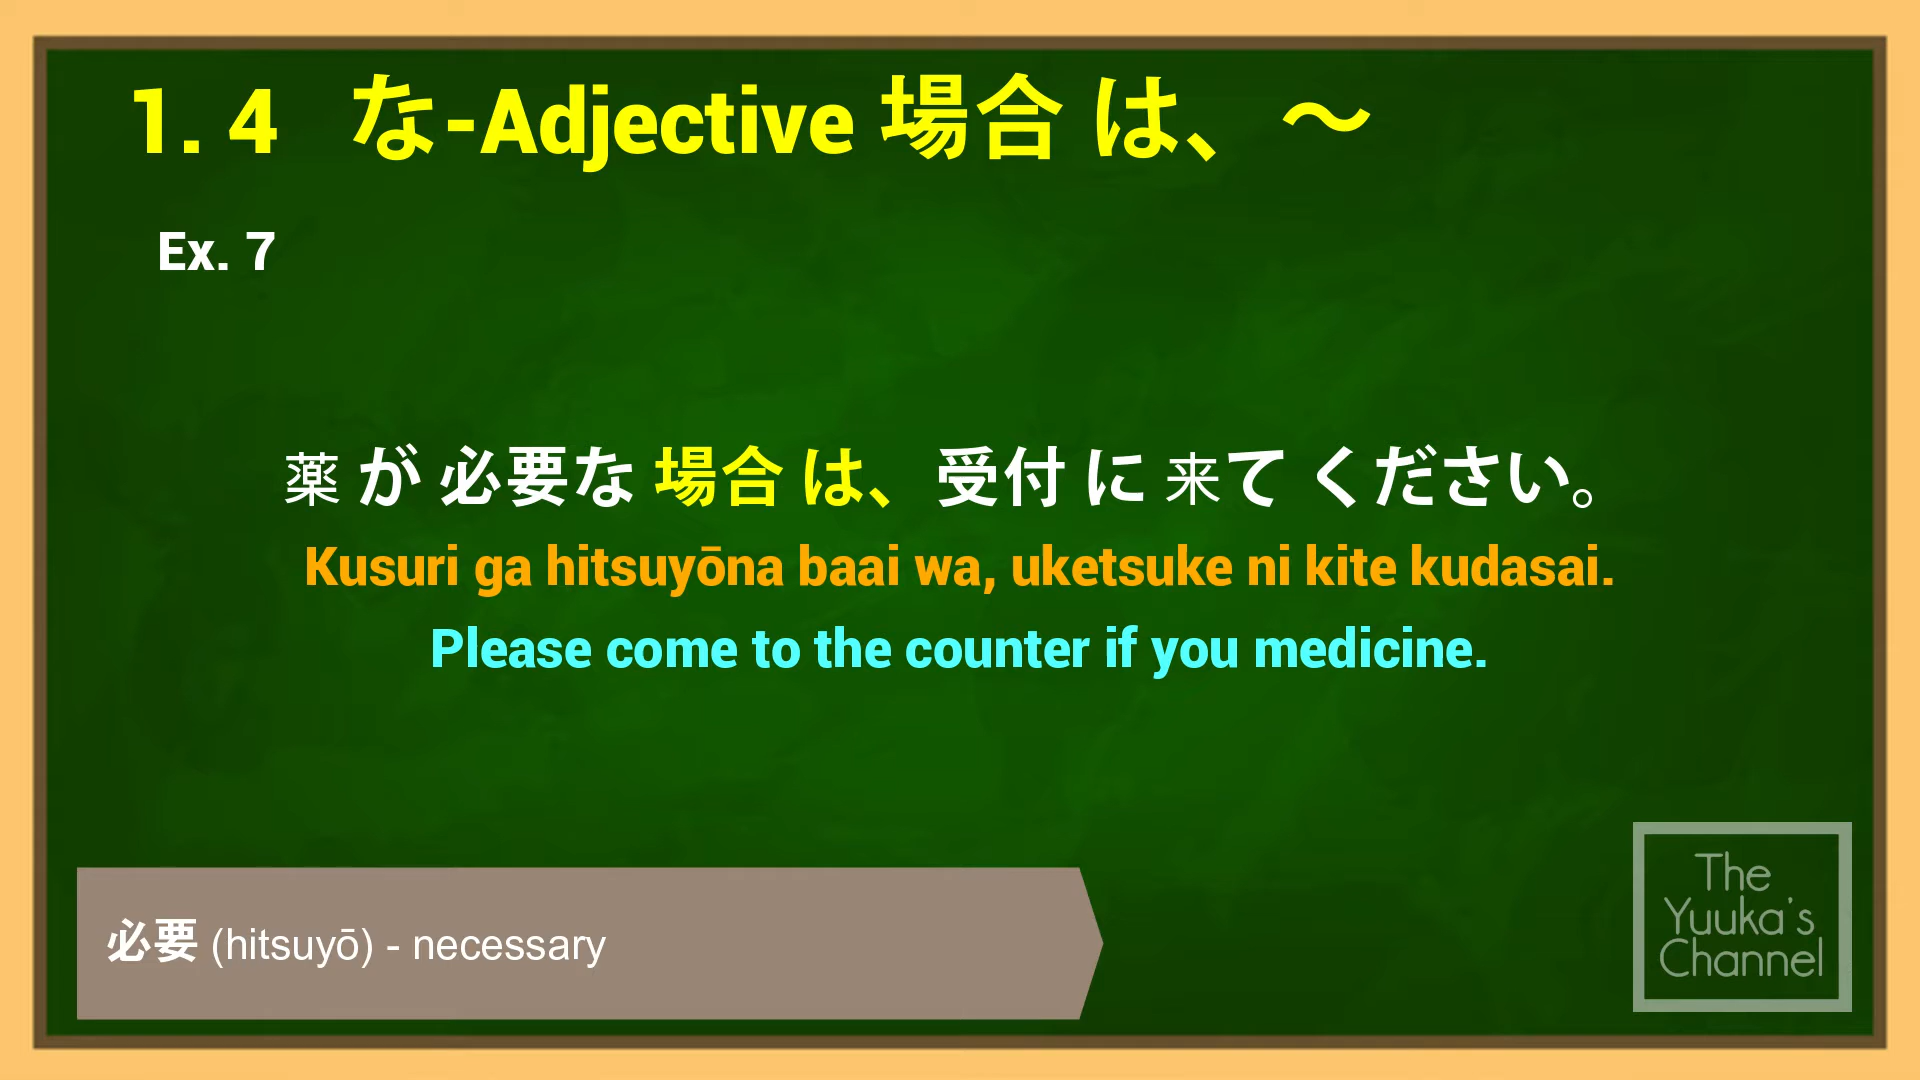 1. 4 な-Adjective 場合 は、～
Ex. 7
薬 が 必要な 場合 は、受付 に 来て ください。
Kusuri ga hitsuyōna baai wa, uketsuke ni kite kudasai.
Please come to the counter if you medicine.
必要 (hitsuyō) - necessary
The
Yuuka's
Channel